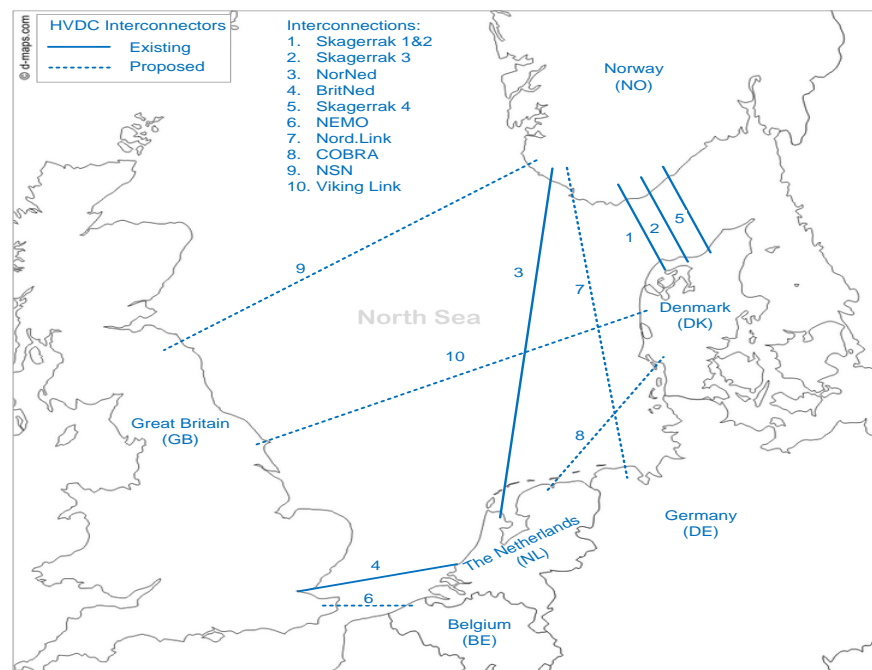 © d-maps.com
HVDC Interconnectors
Existing
Proposed
Interconnections:
1. Skagerrak 1&2
2. Skagerrak 3
3. NorNed
4. BritNed
5. Skagerrak 4
6. NEMO
7. Nord.Link
8. COBRA
9. NSN
10. Viking Link
Norway
(NO)
1
2
5
9
3
7
North Sea
Denmark
(DK)
10
Great Britain
(GB)
8
Germany
(DE)
The Netherlands
(NL)
4
6
Belgium
(BE)